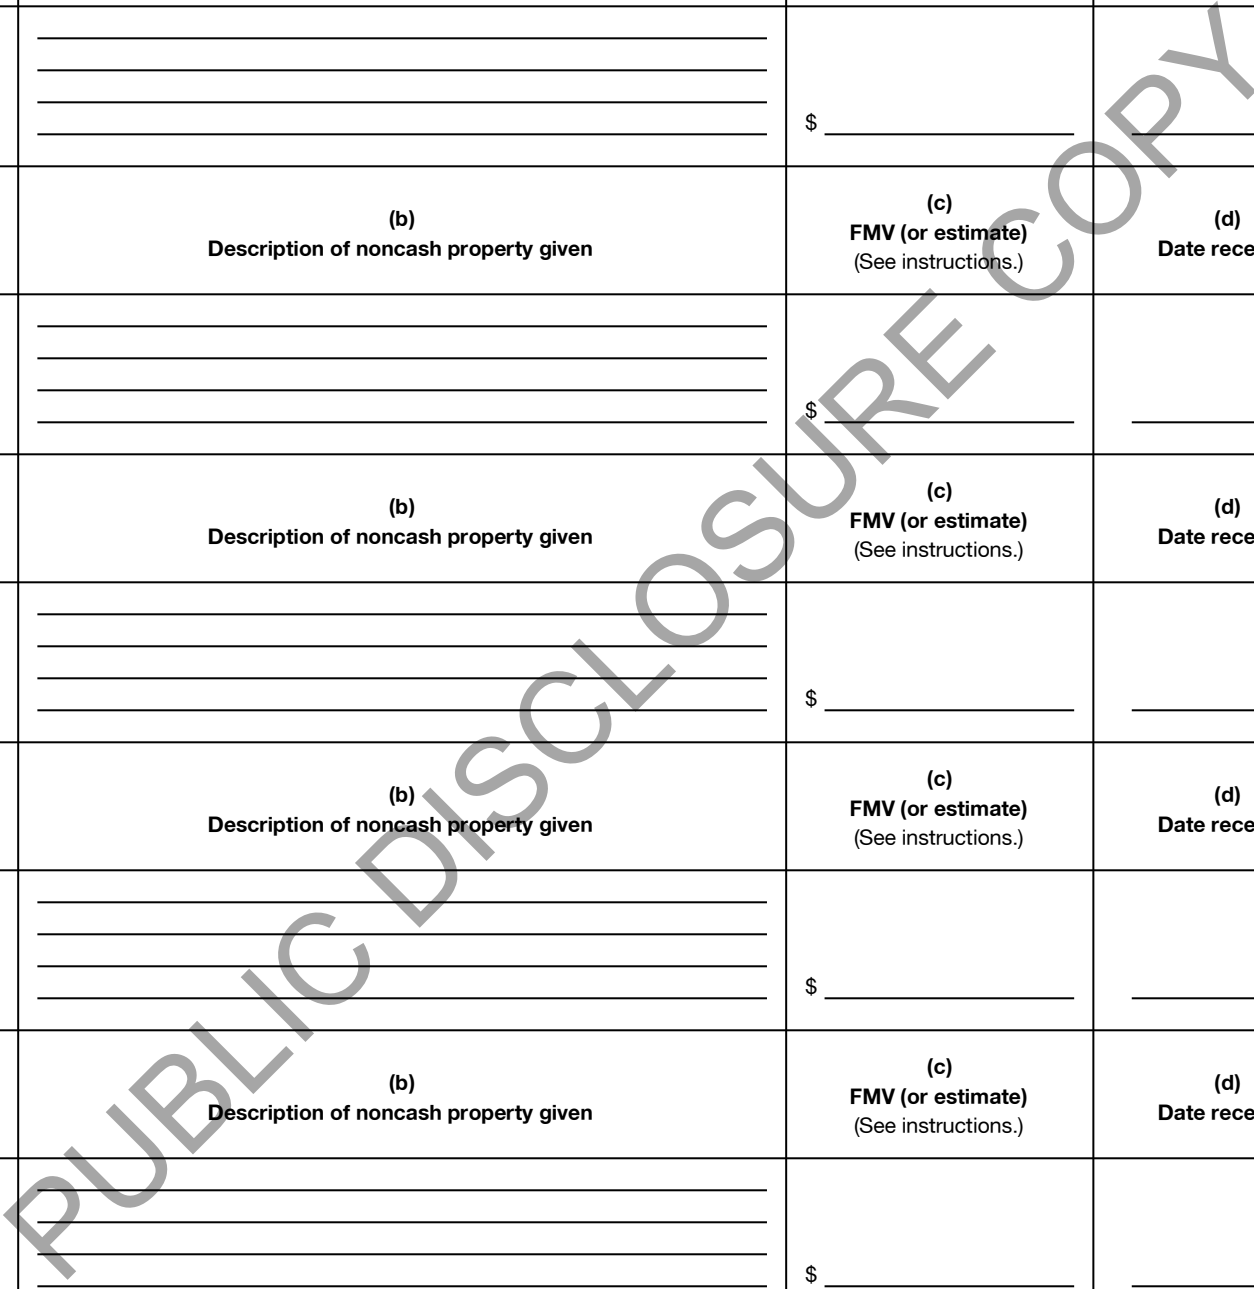 $
(b)
Description of noncash property given
(c)
FMV (or estimate)
(See instructions.)
(d)
Date rece
$
(b)
Description of noncash property given
(c)
FMV (or estimate)
(See instructions.)
(d)
Date rece
$
(b)
Description of noncash property given
(c)
FMV (or estimate)
(See instructions.)
(d)
Date rece
$
(b)
Description of noncash property given
(c)
FMV (or estimate)
(See instructions.)
(d)
Date rece
$
PUBLIC DISCLOSURE COPY